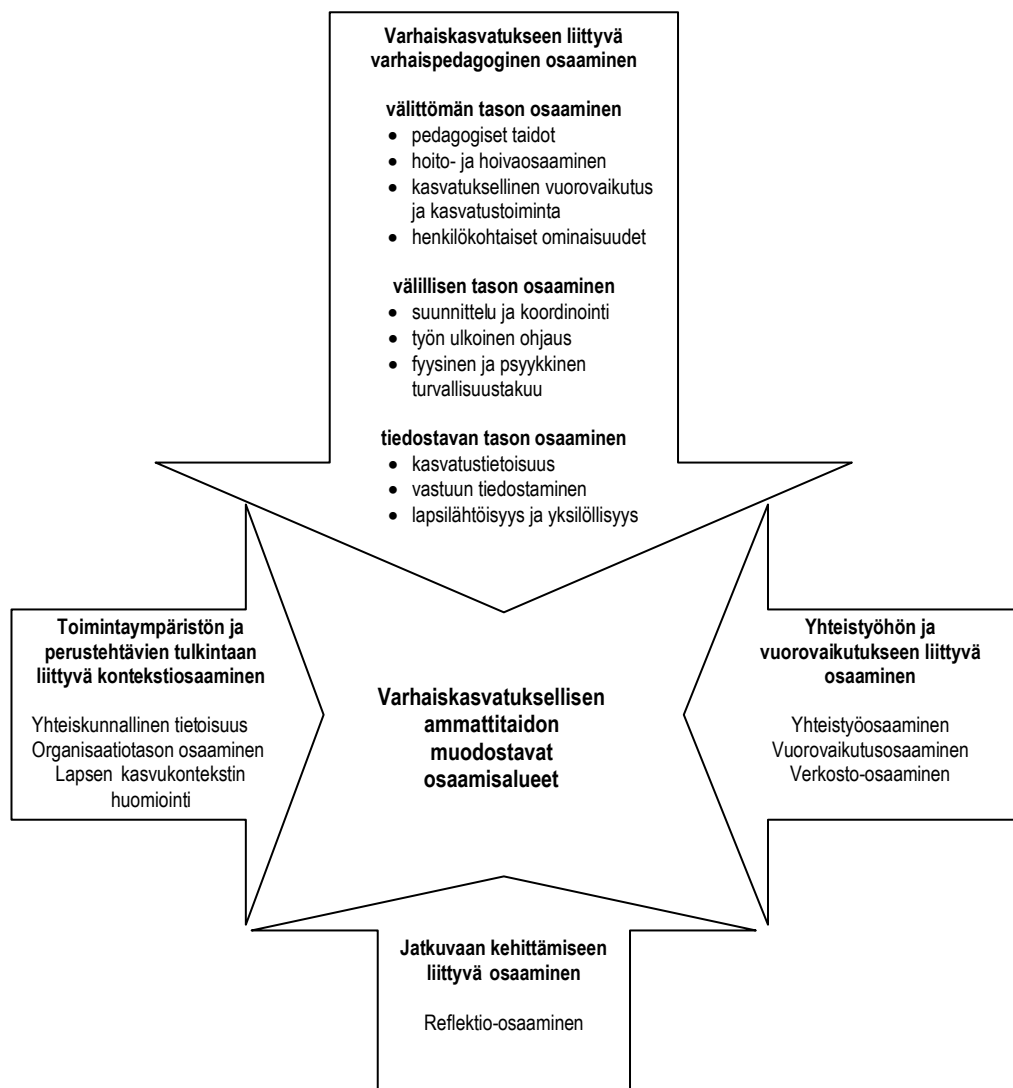 Varhaiskasvatukseen liittyvä
varhaispedagoginen osaaminen
välittömän tason osaaminen
• pedagogiset taidot
• hoito- ja hoivaosaaminen
• kasvatuksellinen vuorovaikutus
ja kasvatustoiminta
• henkilökohtaiset ominaisuudet
välillisen tason osaaminen
• suunnittelu ja koordinointi
• työn ulkoinen ohjaus
• fyysinen ja psyykkinen
turvallisuustakuu
tiedostavan tason osaaminen
• kasvatustietoisuus
• vastuun tiedostaminen
• lapsilähtöisyys ja yksilöllisyys
Toimintaympäristön ja
perustehtävien tulkintaan
liittyvä kontekstiosaaminen
Yhteiskunnallinen tietoisuus
Organisaatiotason osaaminen
Lapsen kasvukontekstin
huomiointi
Varhaiskasvatuksellisen
ammattitaidon
muodostavat
osaamisalueet
Yhteistyöhön ja
vuorovaikutukseen liittyvä
osaaminen
Yhteistyöosaaminen
Vuorovaikutusosaaminen
Verkosto-osaaminen
Jatkuvaan kehittämiseen
liittyvä osaaminen
Reflektio-osaaminen